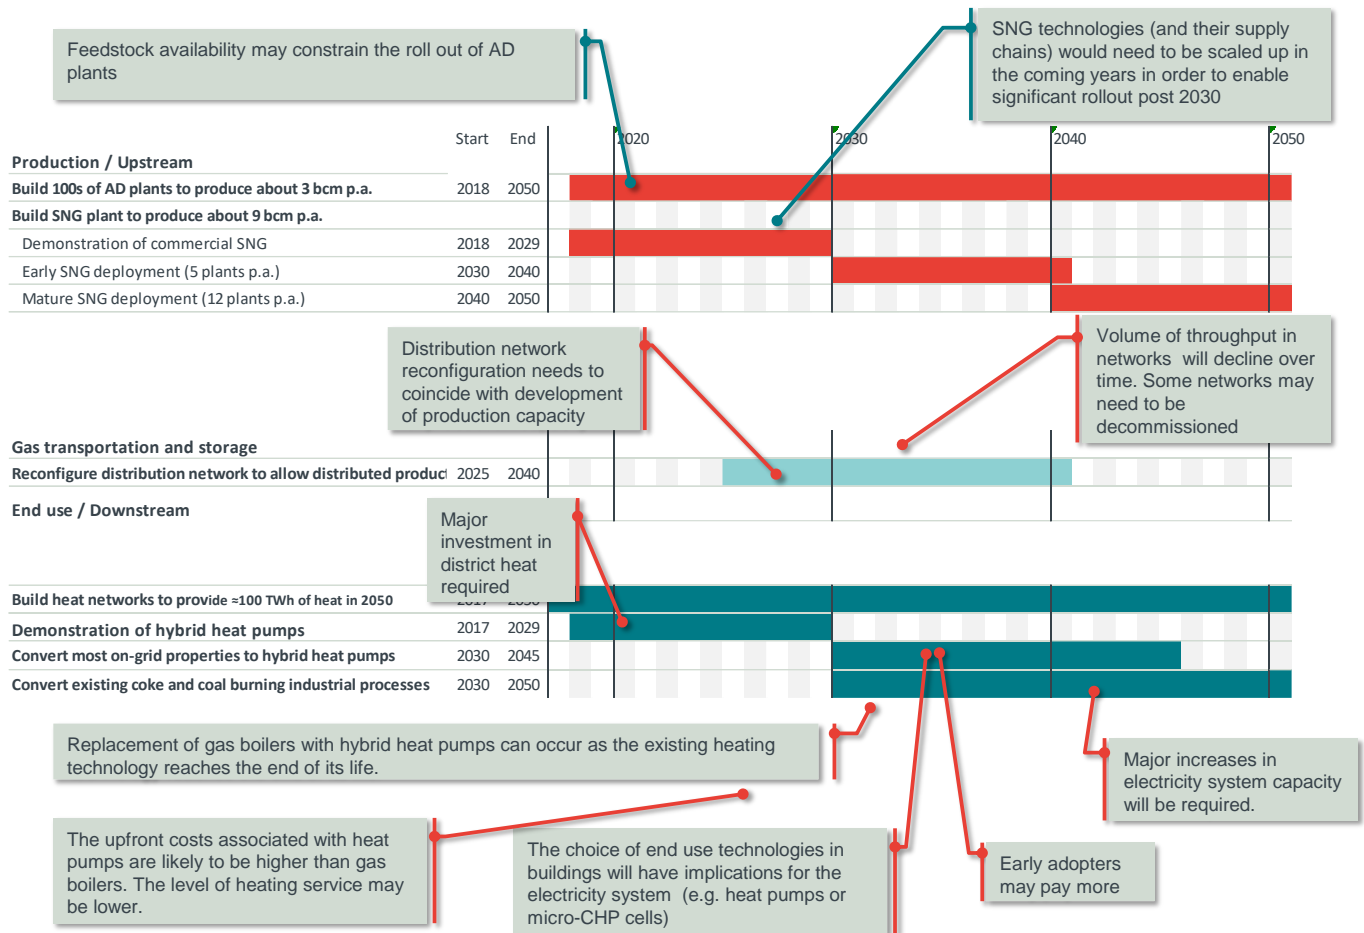 Feedstock availability may constrain the roll out of AD
plants
SNG technologies (and their supply
chains) would need to be scaled up in
the coming years in order to enable
significant rollout post 2030
Start End 2020 2030 2040 2050
Production / Upstream
Build 100s of AD plants to produce about 3 bcm p.a. 2018 2050
Build SNG plant to produce about 9 bcm p.a.
Demonstration of commercial SNG 2018 2029
Early SNG deployment (5 plants p.a.) 2030 2040
Mature SNG deployment (12 plants p.a.) 2040 2050
Distribution network
reconfiguration needs to
coincide with development
of production capacity
Volume of throughput in
networks will decline over
time. Some networks may
need to be
decommissioned
Gas transportation and storage
Reconfigure distribution network to allow distributed product 2025 2040
End use / Downstream
Major
investment in
district heat
required
Build heat networks to provide ≈100 TWh of heat in 2050
Demonstration of hybrid heat pumps 2017 2029
Convert most on-grid properties to hybrid heat pumps 2030 2045
Convert existing coke and coal burning industrial processes 2030 2050
Replacement of gas boilers with hybrid heat pumps can occur as the existing heating
technology reaches the end of its life.
Major increases in
electricity system capacity
will be required.
The upfront costs associated with heat
pumps are likely to be higher than gas
boilers. The level of heating service may
be lower.
The choice of end use technologies in
buildings will have implications for the
electricity system (e.g. heat pumps or
micro-CHP cells)
Early adopters
may pay more